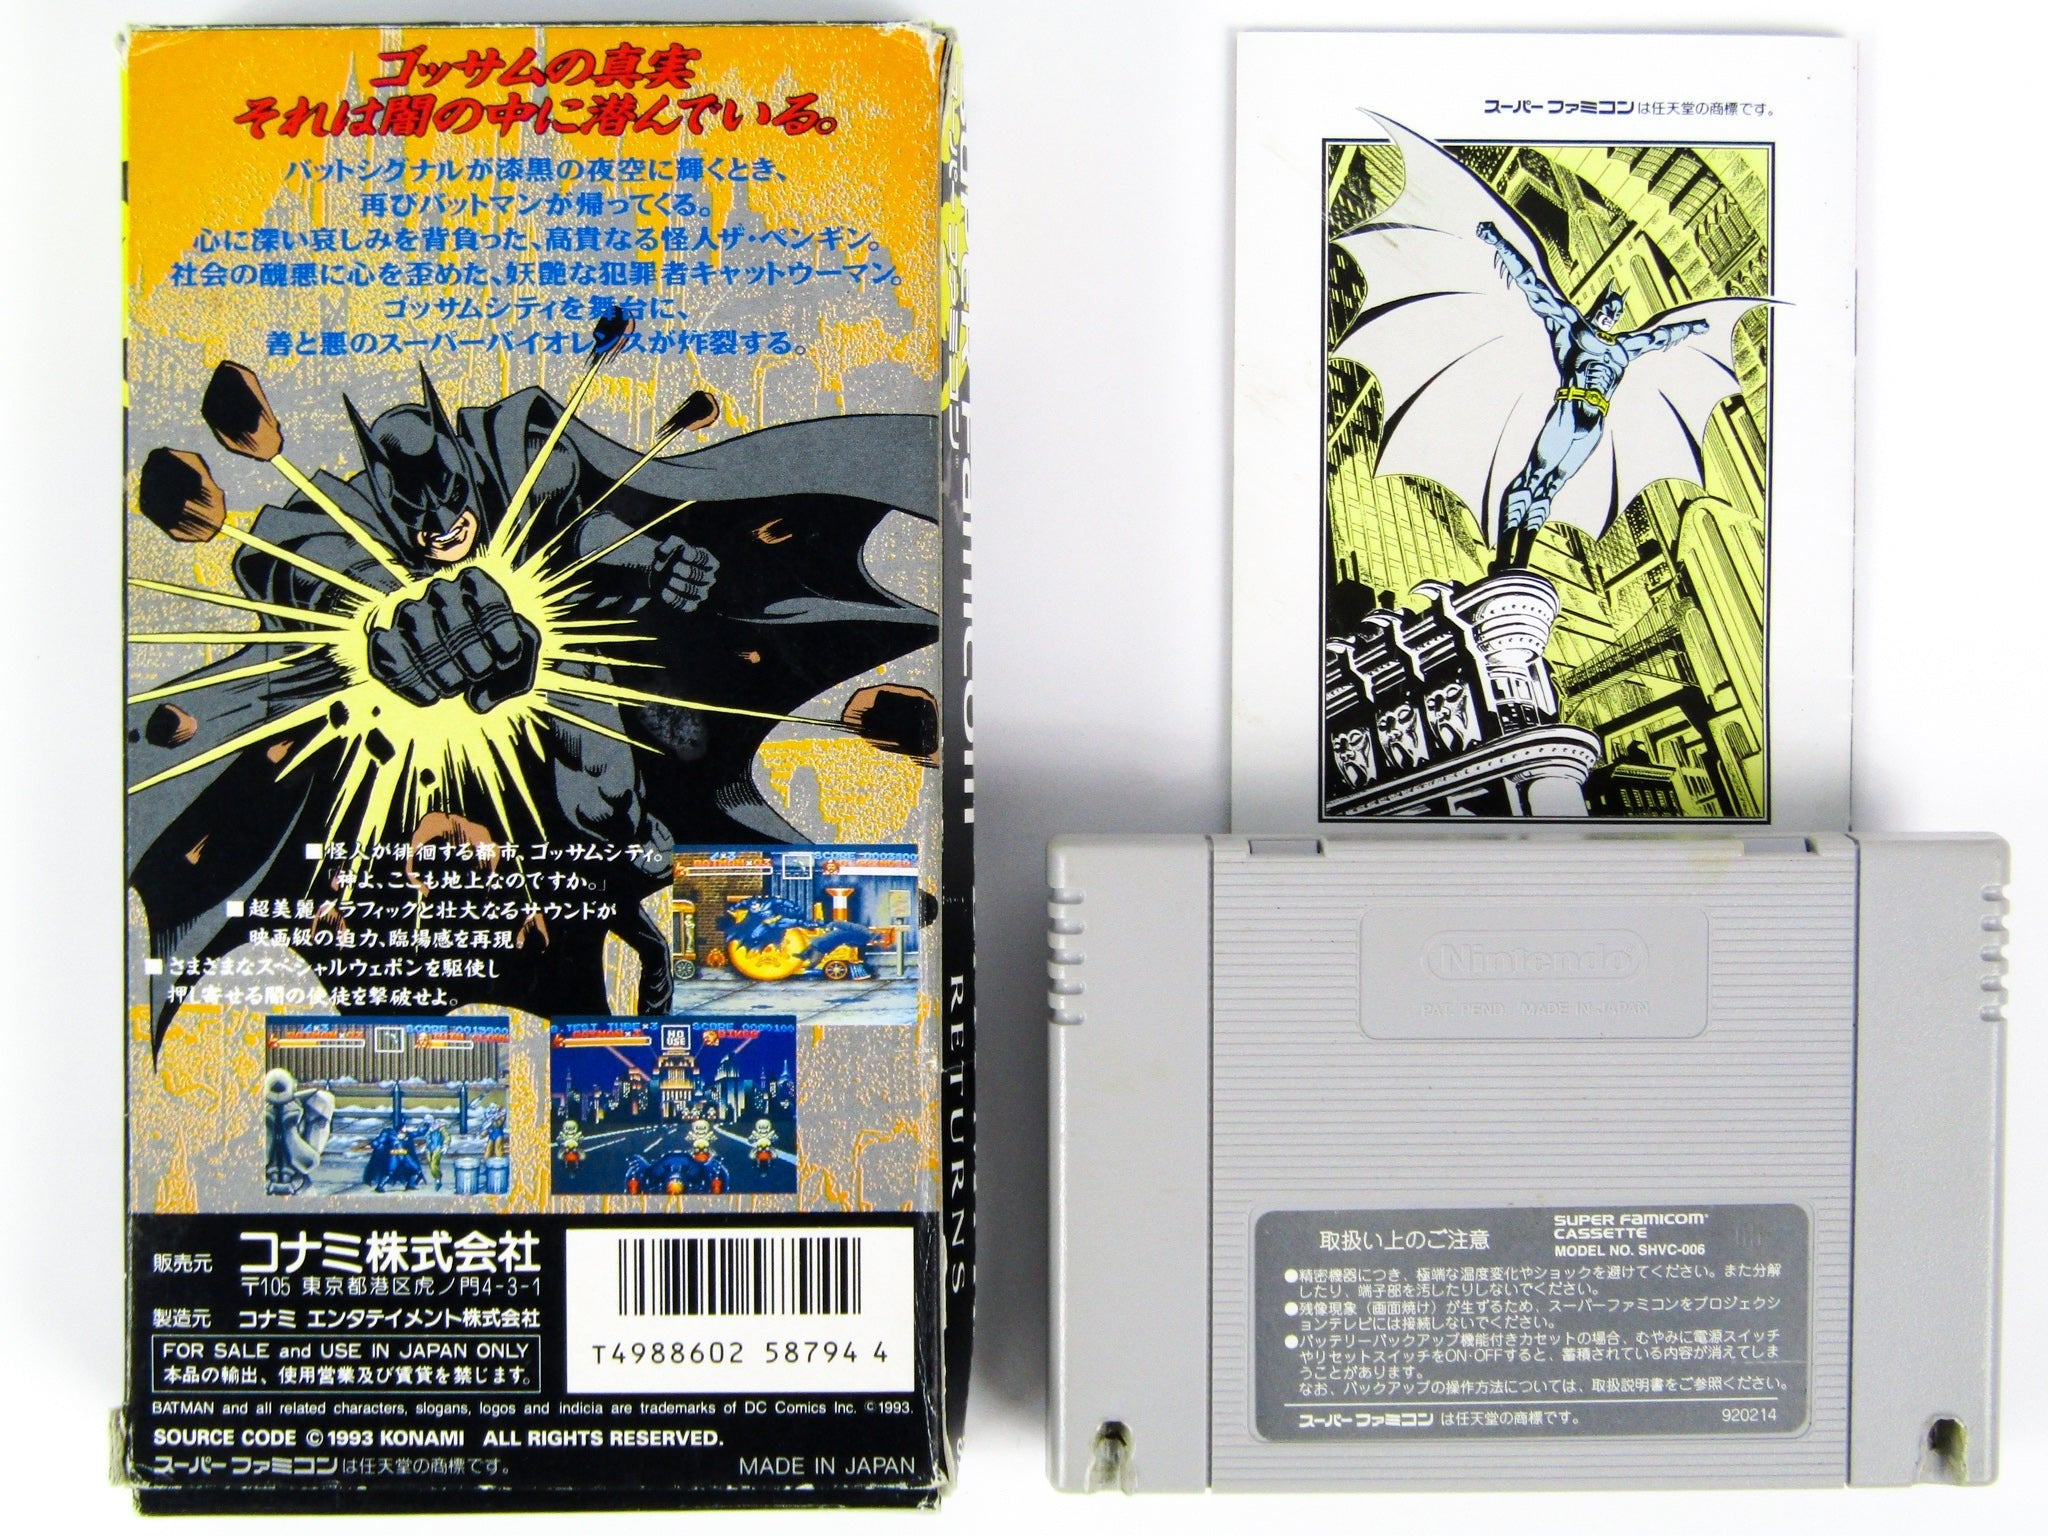 ゴッサムの真実
それは闇の中に潜んでいる。
バットシグナルが漆黒の夜空に輝くとき、
再びバットマンが帰ってくる。
心に深い哀しみを背負った、高貴なる怪人ザ・ペンギン。
社会の醜悪に心を歪めた、妖艶な犯罪者キャットウーマン。
ゴッサムシティを舞台に、
善と悪のスーパーバイオレンスが炸裂する。
■怪人が徘徊する都市、ゴッサムシティ。
「神よ、ここも地上なのですか。」
■超美麗グラフィックと壮大なるサウンドが
映画級の迫力、臨場感を再現。
■さまざまなスペシャルウェポンを駆使し
押し寄せる闇の使徒を撃破せよ。
NO
USE
販売元 コナミ株式会社
〒105 東京都港区虎ノ門4-3-1
製造元 コナミ エンタテイメント株式会社
FOR SALE and USE IN JAPAN ONLY
本品の輸出、使用営業及び賃貸を禁じます。
T4988602 58794 4
BATMAN and all related characters, slogans, logos and indicia are trademarks of DC Comics Inc. ©1993.
SOURCE CODE ©1993 KONAMI ALL RIGHTS RESERVED.
スーパーファミコンは任天堂の商標です。
MADE IN JAPAN
RETURNS
スーパーファミコンは任天堂の商標です。
Nintendo
PAT. PEND. MADE IN JAPAN
取扱い上のご注意
SUPER FAMICOM
CASSETTE
MODEL NO. SHVC-006
●精密機器につき、極端な温度変化やショックを避けてください。また分解
したり、端子部を汚したりしないでください。
●残像現象（画面焼け）が生ずるため、スーパーファミコンをプロジェクシ
ョンテレビには接続しないでください。
●バッテリーバックアップ機能付きカセットの場合、むやみに電源スイッチ
やリセットスイッチをON・OFFすると、蓄積されている内容が消えてしま
うことがあります。
なお、バックアップの操作方法については、取扱説明書をご参照ください。
スーパーファミコンは任天堂の商標です。
920214